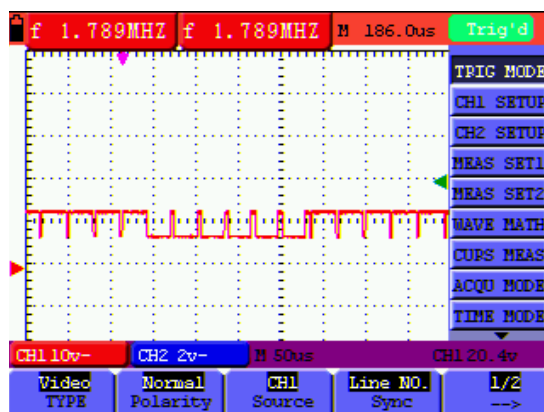 f 1.789MHZ f 1.789MHZ M 186.0us Trig'd
TRIG MODE
CH1 SETUP
CH2 SETUP
MEAS SET1
MEAS SET2
WAVE MATH
CURS MEAS
ACQU MODE
TIME MODE
CH1 10v- CH2 2v- M 50us CH1 20.4v
Video Normal CH1 Line NO. 1/2
TYPE Polarity Source Sync -->